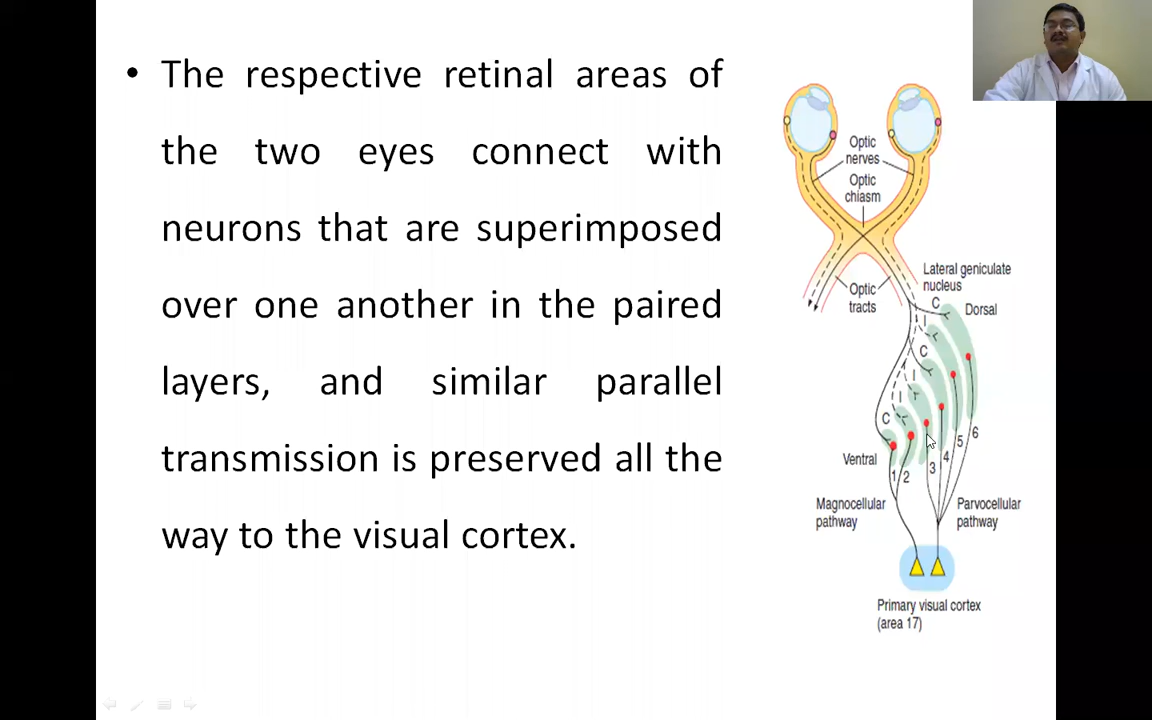 • The respective retinal areas of
the two eyes connect with
neurons that are superimposed
over one another in the paired
layers, and similar parallel
transmission is preserved all the
way to the visual cortex.
Optic
nerves
Optic
chiasm
Optic
tracts
Lateral geniculate
nucleus
C
Dorsal
I
C
I
I
C
Ventral
1
2
3
4
5
6
Magnocellular
pathway
Parvocellular
pathway
Primary visual cortex
(area 17)